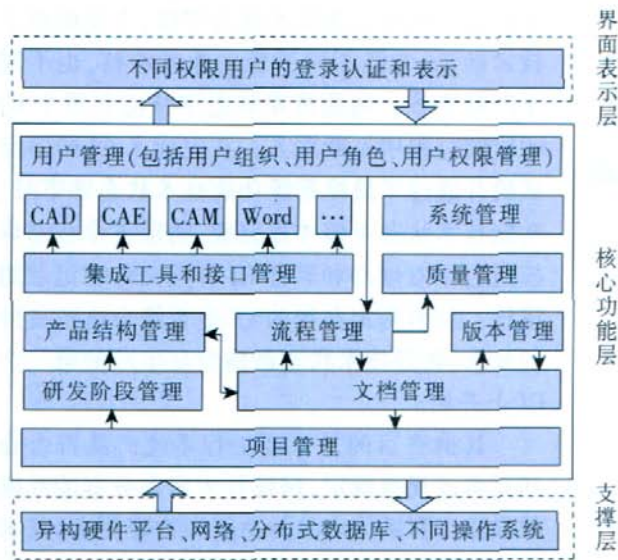 界面表示层
不同权限用户的登录认证和表示
用户管理(包括用户组织、用户角色、用户权限管理)
CAD CAE CAM Word … 系统管理
集成工具和接口管理 质量管理
核心功能层
产品结构管理 流程管理 版本管理
研发阶段管理 文档管理
项目管理
支撑层
异构硬件平台、网络、分布式数据库、不同操作系统